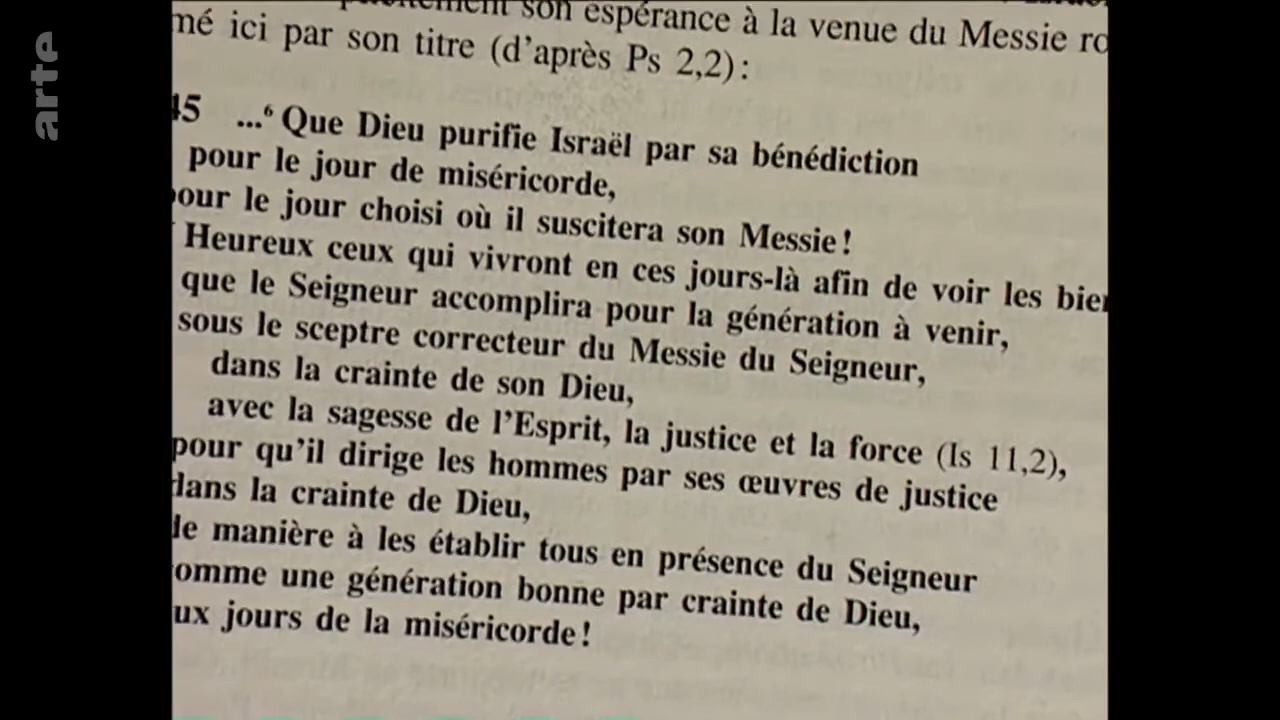 arte
son espérance à la venue du Messie
ici par son titre (d'après Ps 2,2) :
45 ...⁶ Que Dieu purifie Israël par sa bénédiction
pour le jour de miséricorde,
pour le jour choisi où il suscitera son Messie !
Heureux ceux qui vivront en ces jours-là afin de voir les
que le Seigneur accomplira pour la génération à venir,
sous le sceptre correcteur du Messie du Seigneur,
dans la crainte de son Dieu,
avec la sagesse de l'Esprit, la justice et la force (Is 11,2),
pour qu'il dirige les hommes par ses œuvres de justice
dans la crainte de Dieu,
de manière à les établir tous en présence du Seigneur
comme une génération bonne par crainte de Dieu,
aux jours de la miséricorde !